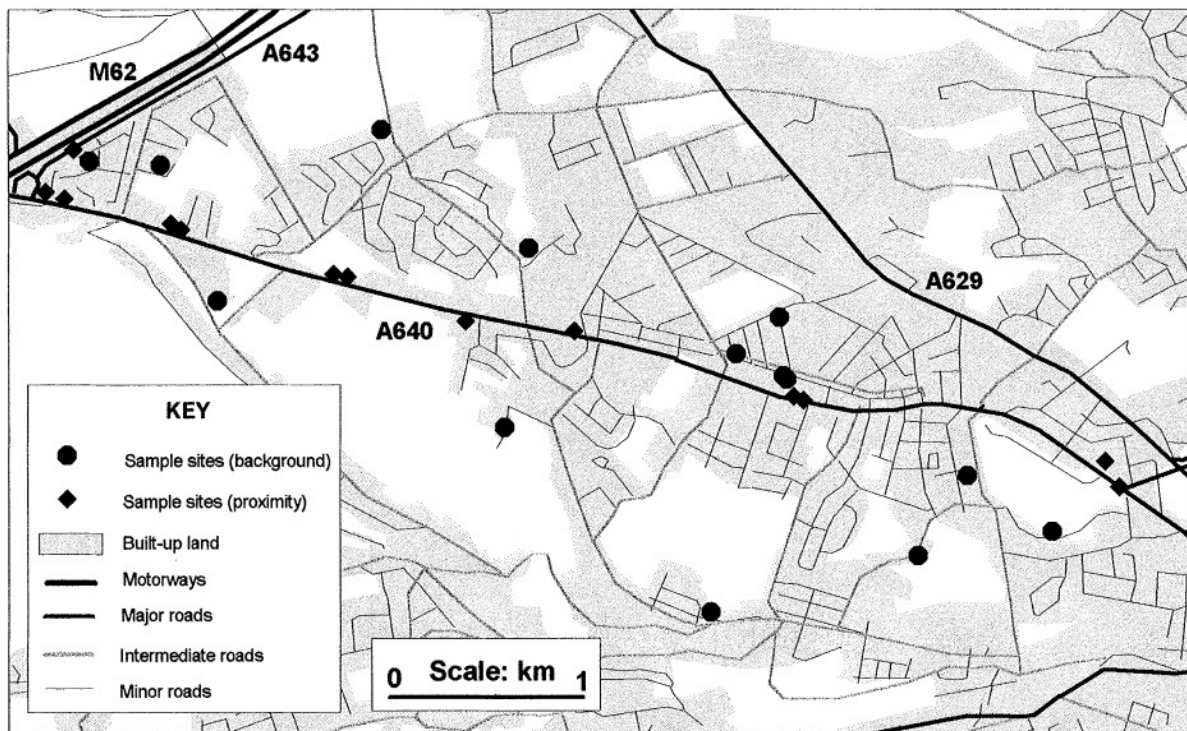 M62
A643
A629
A640
KEY
Sample sites (background)
Sample sites (proximity)
Built-up land
Motorways
Major roads
Intermediate roads
Minor roads
0 Scale: km 1